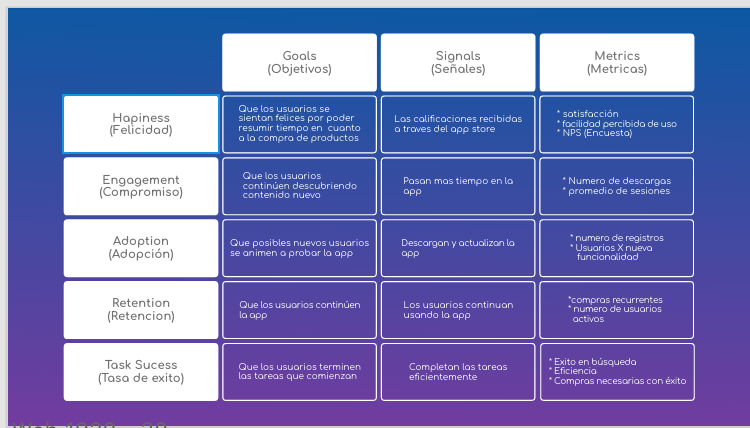 Goals
(Objetivos)
Signals
(Señales)
Metrics
(Metricas)
Hapiness
(Felicidad)
Que los usuarios se
sientan felices por poder
resumir tiempo en cuanto
a la compra de productos
Las calificaciones recibidas
a traves del app store
* satisfacción
* facilidad percibida de uso
* NPS (Encuesta)
Engagement
(Compromiso)
Que los usuarios
continúen descubriendo
contenido nuevo
Pasan mas tiempo en la
app
* Numero de descargas
* promedio de sesiones
Adoption
(Adopción)
Que posibles nuevos usuarios
se animen a probar la app
Descargan y actualizan la
app
* numero de registros
* Usuarios X nueva
funcionalidad
Retention
(Retencion)
Que los usuarios continúen
la app
Los usuarios continuan
usando la app
*compras recurrentes
* numero de usuarios
activos
Task Sucess
(Tasa de exito)
Que los usuarios terminen
las tareas que comienzan
Completan las tareas
eficientemente
* Exito en búsqueda
* Eficiencia
* Compras necesarias con éxito